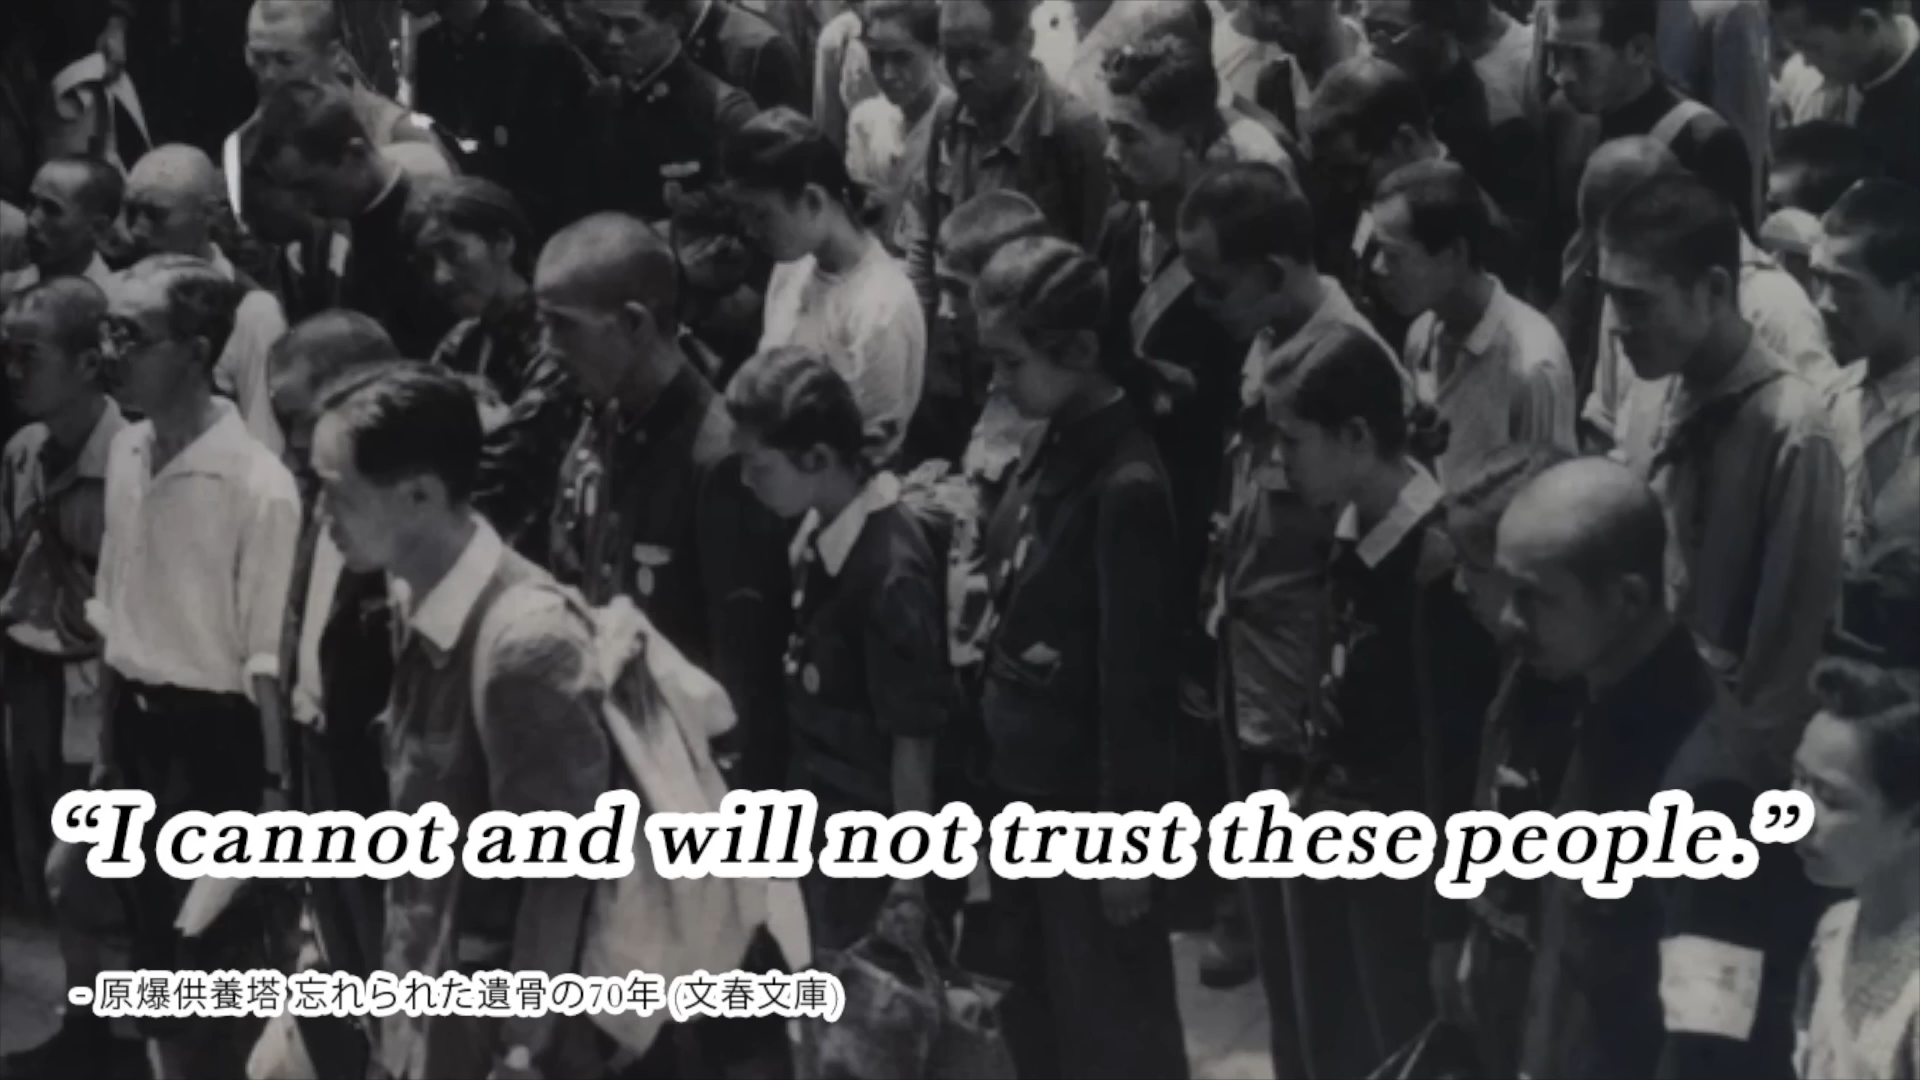 “I cannot and will not trust these people.”
- 原爆供養塔 忘れられた遺骨の70年 (文春文庫)